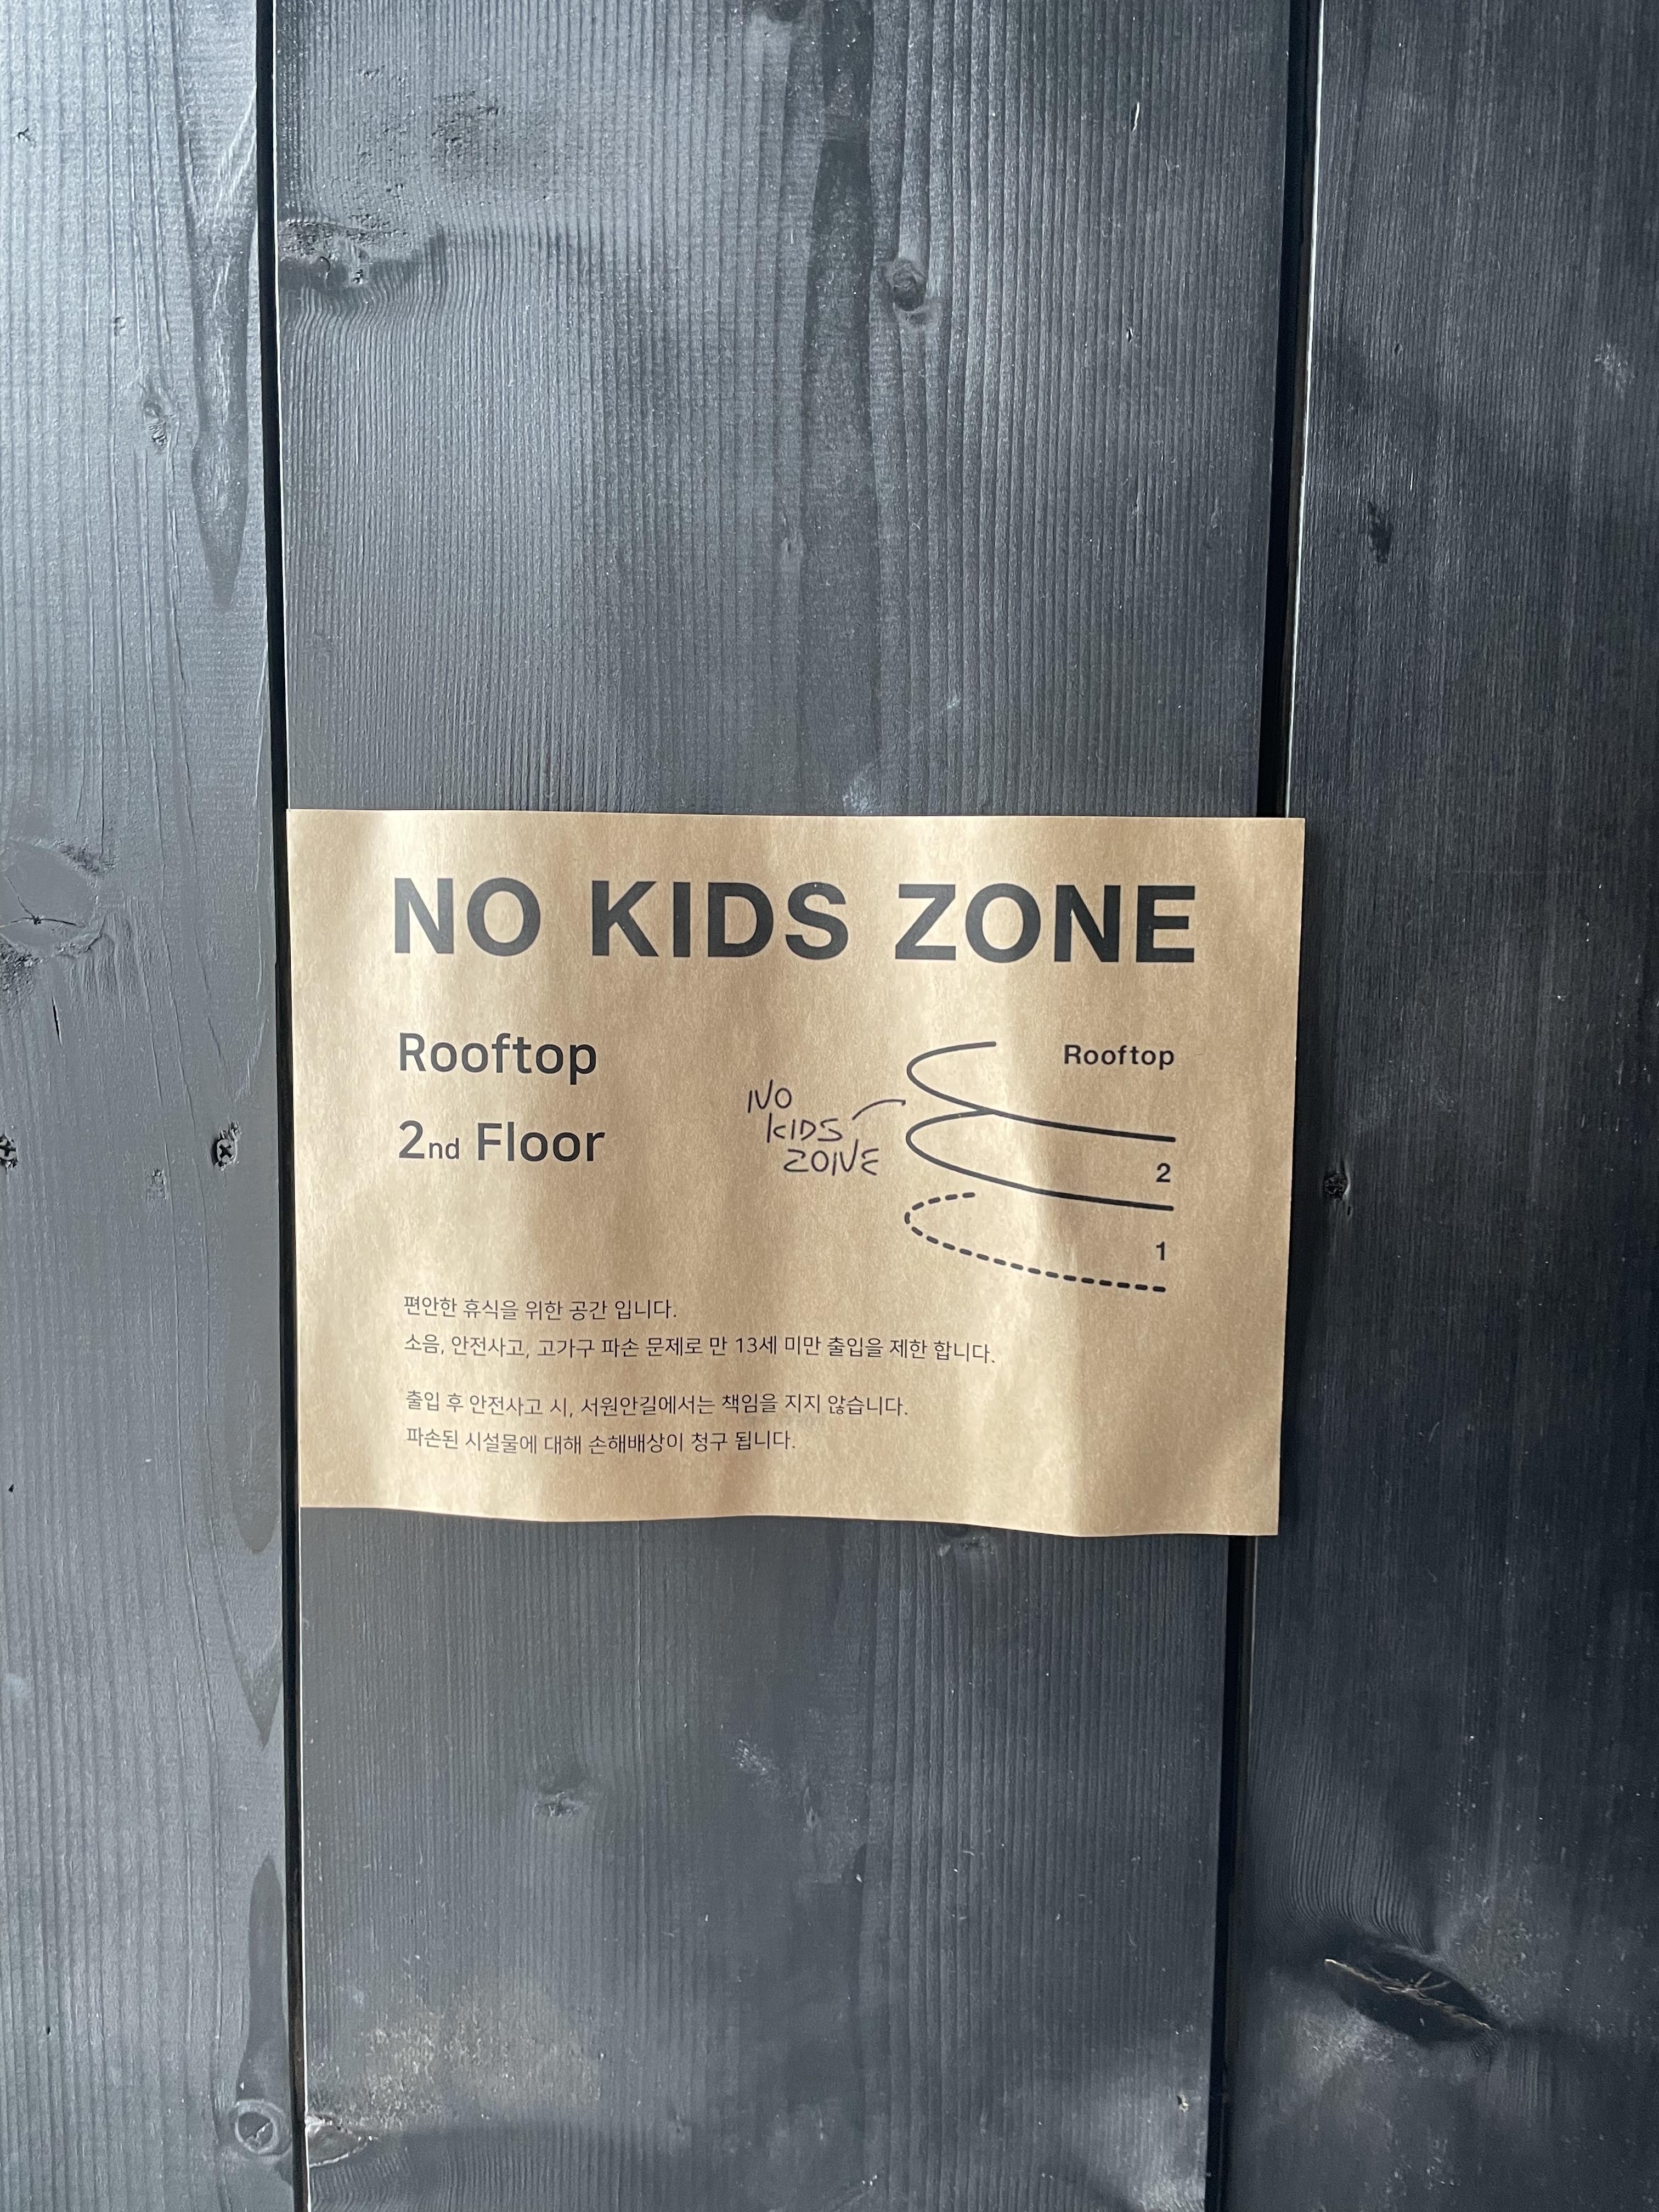 NO KIDS ZONE
Rooftop
2nd Floor
NO
KIDS
ZONE
Rooftop
2
1
편안한 휴식을 위한 공간 입니다.
소음, 안전사고, 고가구 파손 문제로 만 13세 미만 출입을 제한 합니다.
출입 후 안전사고 시, 서원안길에서는 책임을 지지 않습니다.
파손된 시설물에 대해 손해배상이 청구 됩니다.